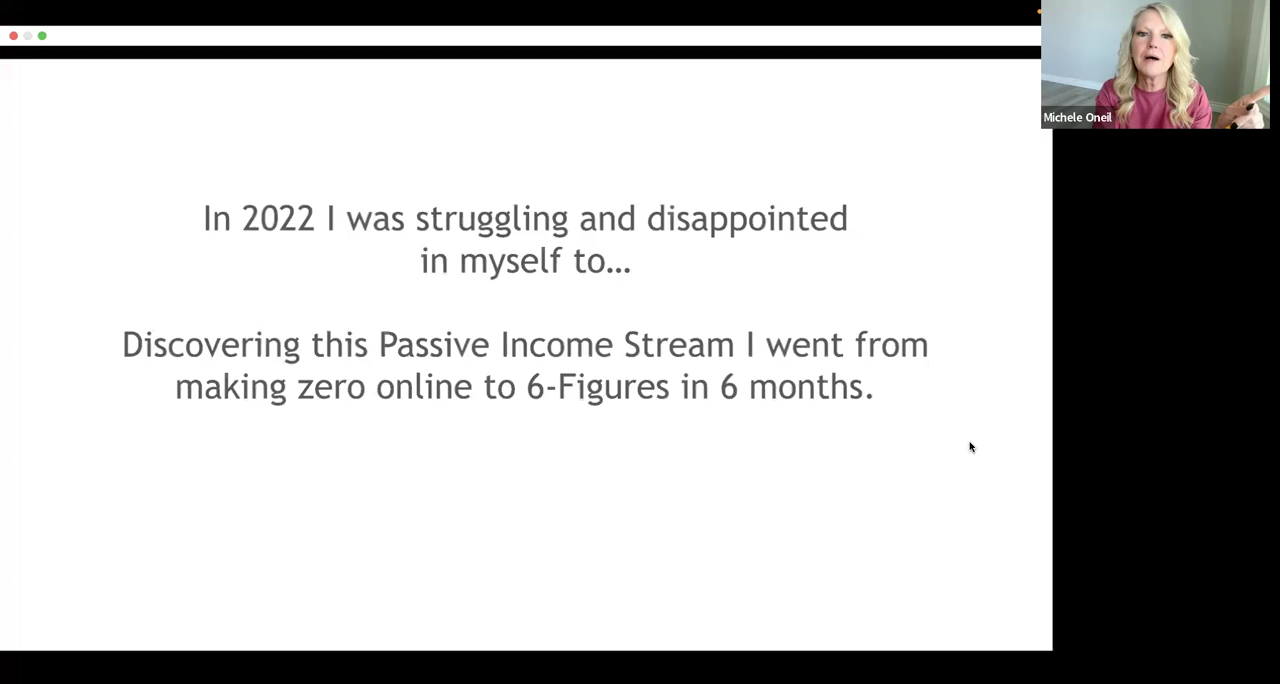 Michele Oneil
In 2022 I was struggling and disappointed
in myself to...
Discovering this Passive Income Stream I went from
making zero online to 6-Figures in 6 months.